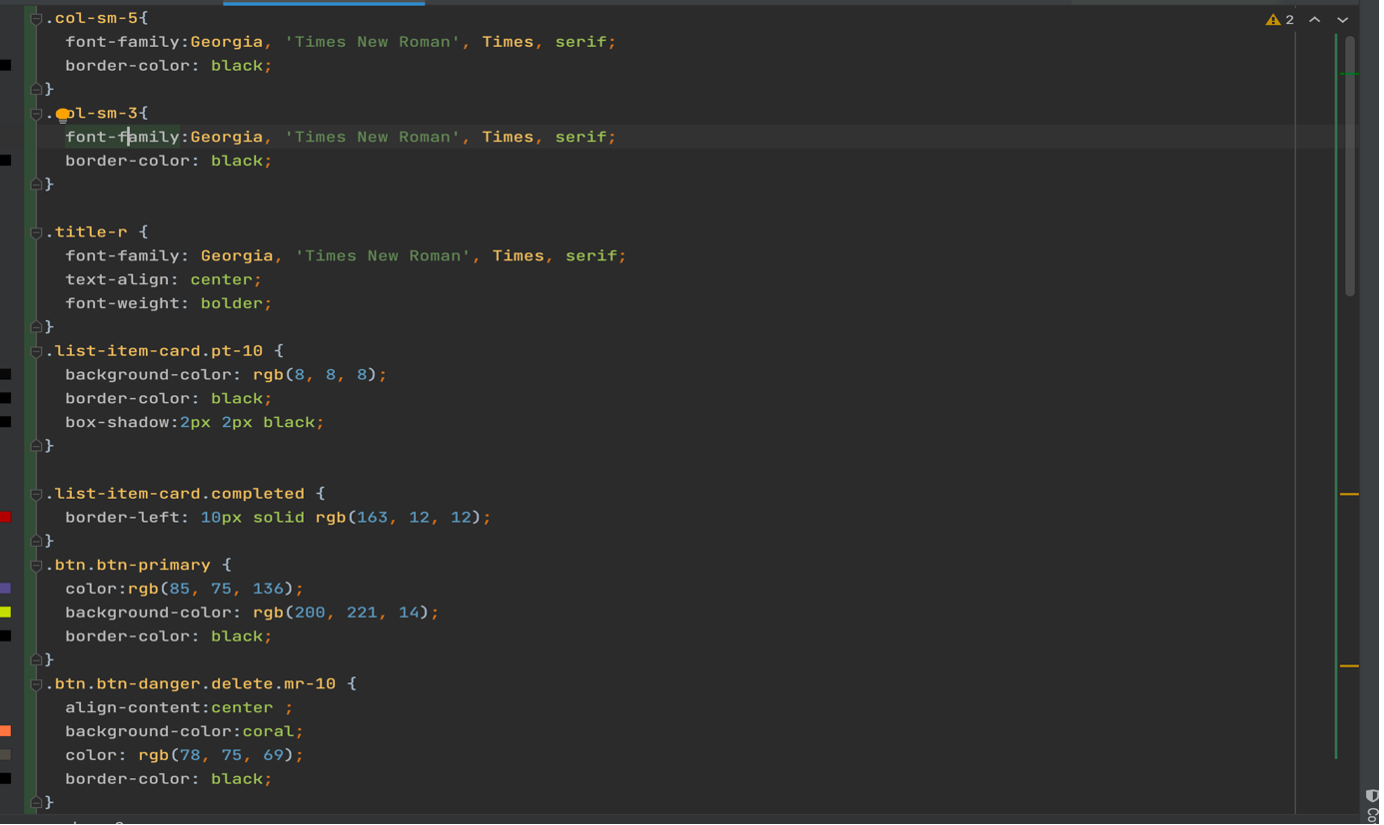 .col-sm-5{
font-family:Georgia, 'Times New Roman', Times, serif;
border-color: black;
}
2
. ol-sm-3{
font-family:Georgia, 'Times New Roman', Times, serif;
border-color: black;
}
.title-r {
font-family: Georgia, 'Times New Roman', Times, serif;
text-align: center;
font-weight: bolder;
}
.list-item-card.pt-10 {
background-color: rgb(8, 8, 8);
border-color: black;
box-shadow:2px 2px black;
}
.list-item-card.completed {
border-left: 10px solid rgb(163, 12, 12);
}
.btn.btn-primary {
color:rgb(85, 75, 136);
background-color: rgb(200, 221, 14);
border-color: black;
}
.btn.btn-danger.delete.mr-10 {
align-content:center ;
background-color:coral;
color: rgb(78, 75, 69);
border-color: black;
}
Co